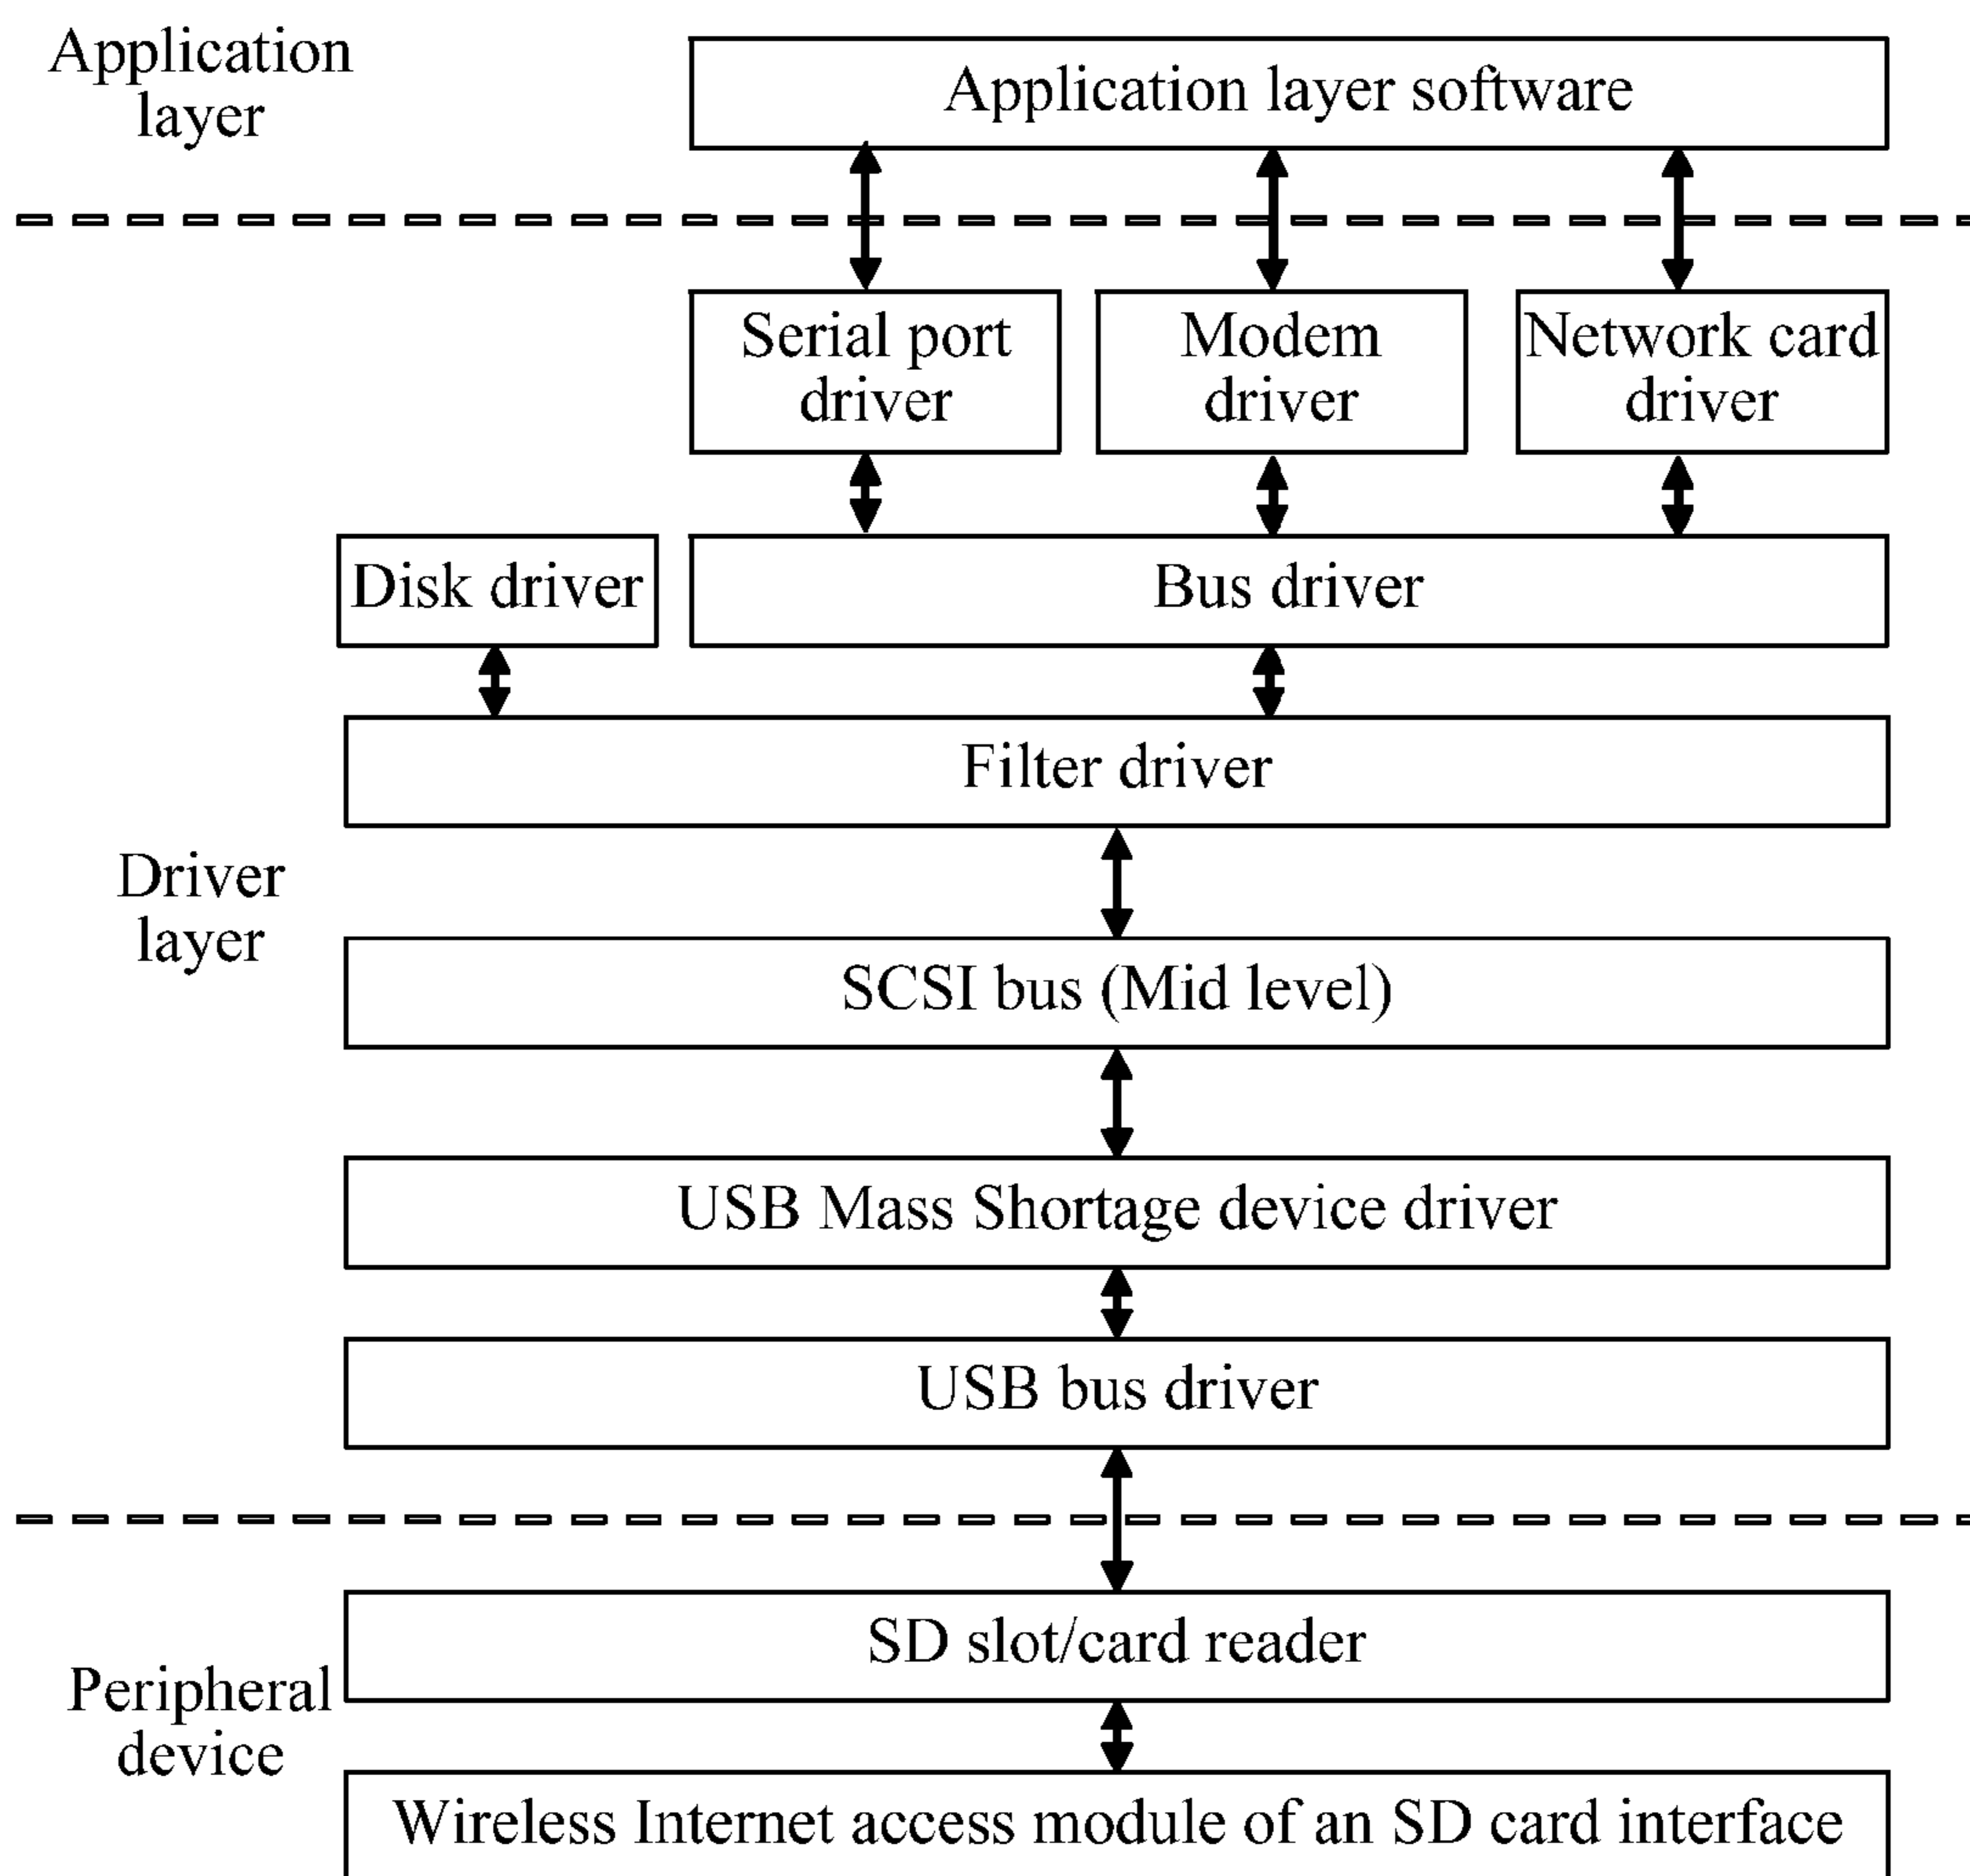 Application
layer
Application layer software
Serial port
driver
Modem
driver
Network card
driver
Disk driver
Bus driver
Filter driver
Driver
layer
SCSI bus (Mid level)
USB Mass Shortage device driver
USB bus driver
SD slot/card reader
Peripheral
device
Wireless Internet access module of an SD card interface